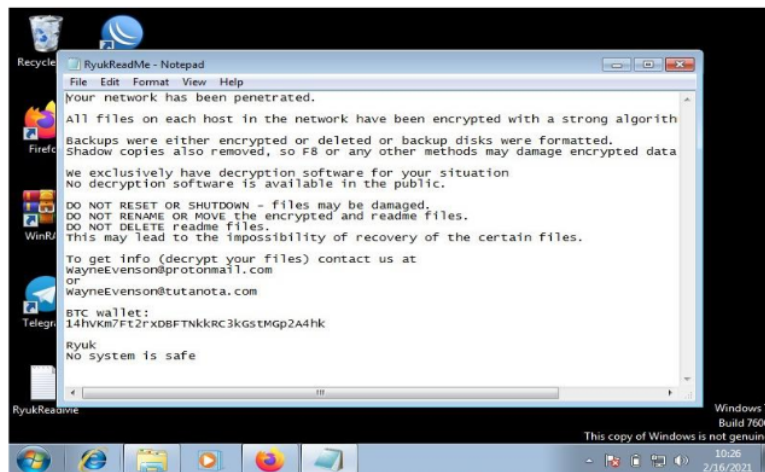 Recycle
RyukReadMe - Notepad
File Edit Format View Help
Your network has been penetrated.
All files on each host in the network have been encrypted with a strong algorith
Backups were either encrypted or deleted or backup disks were formatted.
Shadow copies also removed, so F8 or any other methods may damage encrypted data
We exclusively have decryption software for your situation
No decryption software is available in the public.
DO NOT RESET OR SHUTDOWN - files may be damaged.
DO NOT RENAME OR MOVE the encrypted and readme files.
DO NOT DELETE readme files.
This may lead to the impossibility of recovery of the certain files.
To get info (decrypt your files) contact us at
WayneEvenson@protonmail.com
or
WayneEvenson@tutanota.com
BTC wallet:
14hVKm7Ft2rxDBFTNkkRC3kGstMGp2A4hk
Ryuk
No system is safe
Firef
WinRA
Telegra
RyukReadMe
Windows 7
Build 760
This copy of Windows is not genuin
10:26
2/16/2021